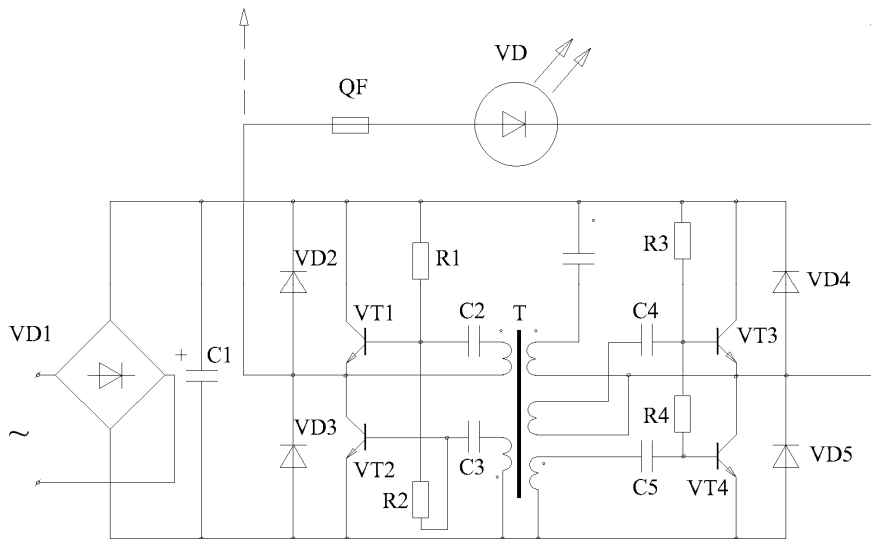 VD
QF
R3
VD2
R1
VD4
VT1
C2
T
C4
VD1
VT3
+
C1
R4
VD3
VD5
~
VT2
C3
C5
VT4
R2